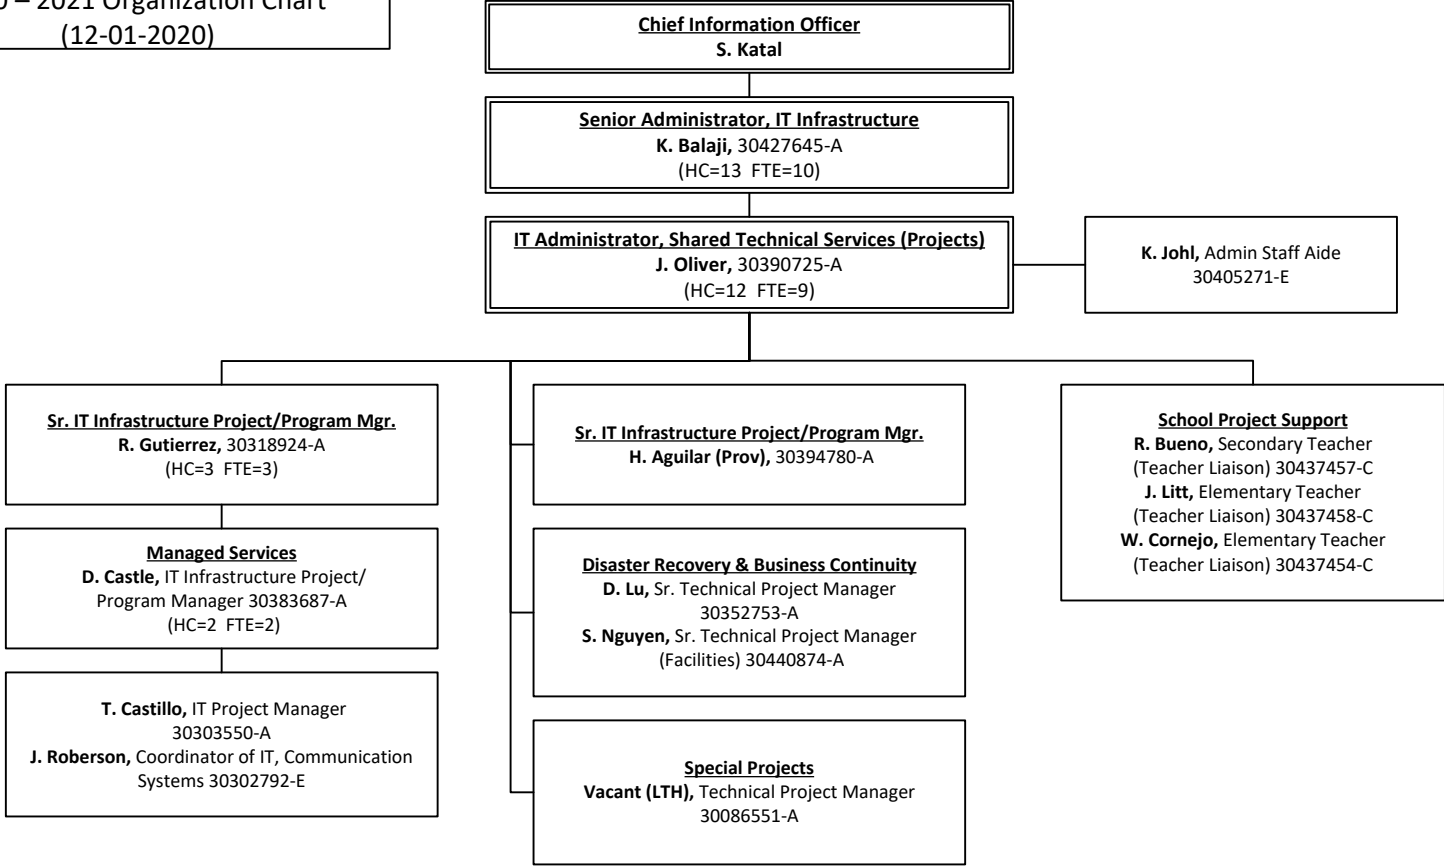 – 2021 Organization Chart
(12-01-2020)
Chief Information Officer
S. Katal
Senior Administrator, IT Infrastructure
K. Balaji, 30427645-A
(HC=13 FTE=10)
IT Administrator, Shared Technical Services (Projects)
J. Oliver, 30390725-A
(HC=12 FTE=9)
K. Johl, Admin Staff Aide
30405271-E
Sr. IT Infrastructure Project/Program Mgr.
R. Gutierrez, 30318924-A
(HC=3 FTE=3)
Managed Services
D. Castle, IT Infrastructure Project/
Program Manager 30383687-A
(HC=2 FTE=2)
T. Castillo, IT Project Manager
30303550-A
J. Roberson, Coordinator of IT, Communication
Systems 30302792-E
Sr. IT Infrastructure Project/Program Mgr.
H. Aguilar (Prov), 30394780-A
Disaster Recovery & Business Continuity
D. Lu, Sr. Technical Project Manager
30352753-A
S. Nguyen, Sr. Technical Project Manager
(Facilities) 30440874-A
Special Projects
Vacant (LTH), Technical Project Manager
30086551-A
School Project Support
R. Bueno, Secondary Teacher
(Teacher Liaison) 30437457-C
J. Litt, Elementary Teacher
(Teacher Liaison) 30437458-C
W. Cornejo, Elementary Teacher
(Teacher Liaison) 30437454-C